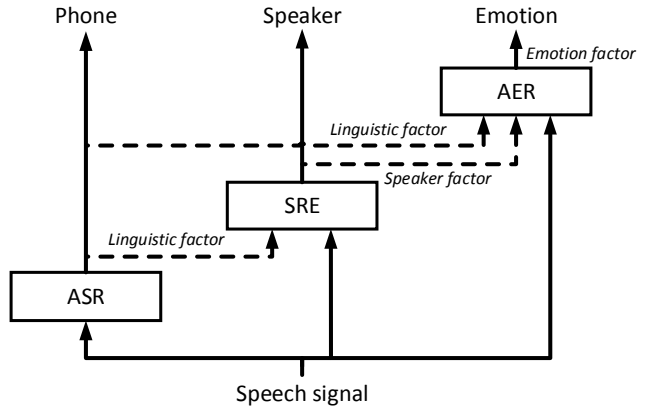 Phone
Speaker
Emotion
Emotion factor
AER
Linguistic factor
Speaker factor
SRE
Linguistic factor
ASR
Speech signal